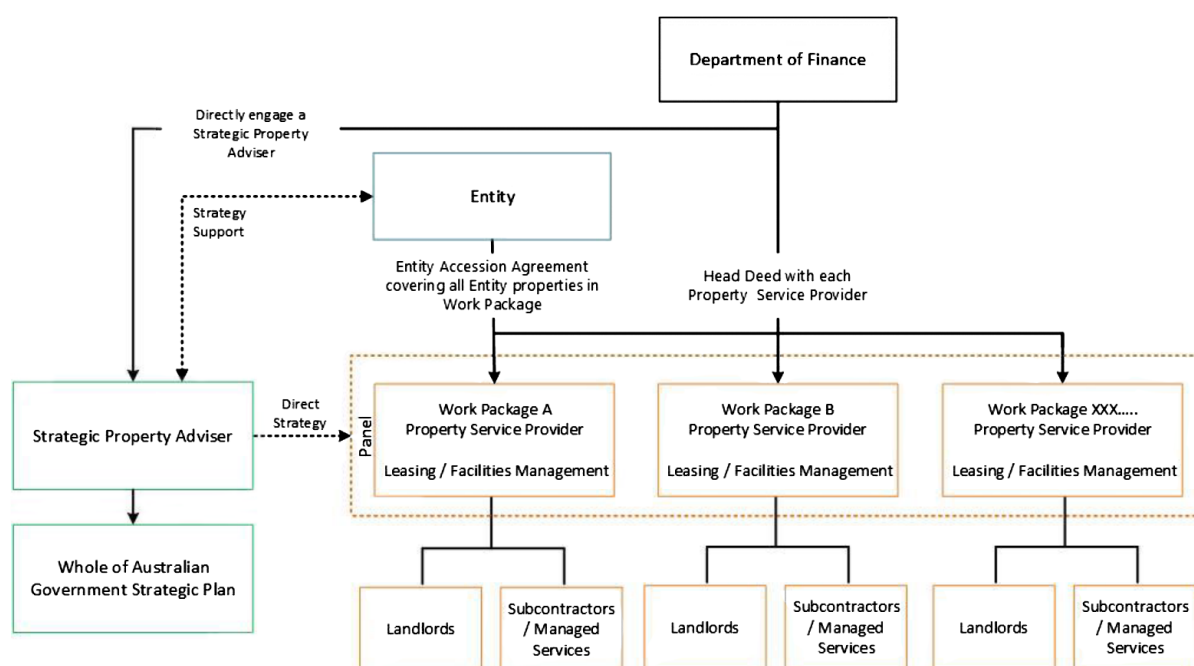 Department of Finance
Directly engage a
Strategic Property
Adviser
Entity
Strategy
Support
Entity Accession Agreement
covering all Entity properties in
Work Package
Head Deed with each
Property Service Provider
Strategic Property Adviser
Direct
Strategy
Panel
Work Package A
Property Service Provider
Leasing / Facilities Management
Work Package B
Property Service Provider
Leasing / Facilities Management
Work Package XXX.....
Property Service Provider
Leasing / Facilities Management
Whole of Australian
Government Strategic Plan
Landlords
Subcontractors
/ Managed
Services
Landlords
Subcontractors
/ Managed
Services
Landlords
Subcontractors
/ Managed
Services